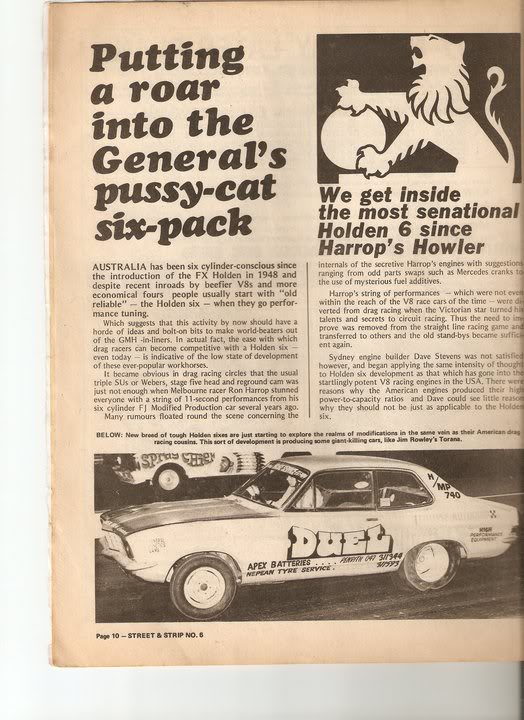 Putting
a roar
into the
General's
pussy-cat
six-pack
We get inside
the most senational
Holden 6 since
Harrop's Howler
AUSTRALIA has been six cylinder-conscious since
the introduction of the FX Holden in 1948 and
despite recent inroads by beefier V8s and more
economical fours people usually start with "old
reliable" — the Holden six — when they go perfor-
mance tuning.
Which suggests that this activity by now should have a
horde of ideas and bolt-on bits to make world-beaters out
of the GMH -in-liners. In actual fact, the ease with which
drag racers can become competitive with a Holden six —
even today — is indicative of the low state of development
of these ever-popular workhorses.
It became obvious in drag racing circles that the usual
triple SUs or Webers, stage five head and reground cam was
just not enough when Melbourne racer Ron Harrop stunned
everyone with a string of 11-second performances from his
six cylinder FJ Modified Production car several years ago.
Many rumours floated round the scene concerning the
internals of the secretive Harrop's engines with suggestions
ranging from odd parts swaps such as Mercedes cranks to
the use of mysterious fuel additives.
Harrop's string of performances — which were not even
within the reach of the V8 race cars of the time — were di-
verted from drag racing when the Victorian star turned his
talents and secrets to circuit racing. Thus the need to im-
prove was removed from the straight line racing game and
transferred to others and the old stand-bys became suffici-
ent again.
Sydney engine builder Dave Stevens was not satisfied
however, and began applying the same intensity of thought
to Holden six development as that which has gone into the
startlingly potent V8 racing engines in the USA. There were
reasons why the American engines produced their high
power-to-capacity ratios and Dave could see little reason
why they should not be just as applicable to the Holden
six.
BELOW: New breed of tough Holden sixes are just starting to explore the realms of modifications in the same vein as their American drag
racing cousins. This sort of development is producing some giant-killing cars, like Jim Rowley's Torana.
Spray Chief
H/
MP
740
DUEL
HIGH
PERFORMANCE
EQUIPMENT
APEX BATTERIES .... PENRITH (047)
NEPEAN TYRE SERVICE.
Page 10 — STREET & STRIP NO. 6